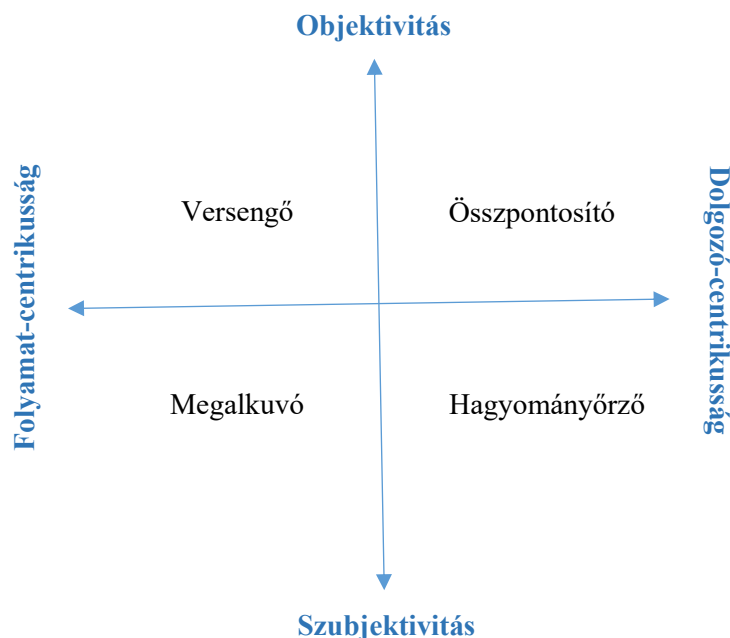 Objektivitás
Folyamat-centrikusság
Versengő
Összpontosító
Dolgozó-centrikusság
Megalkuvó
Hagyományőrző
Szubjektivitás